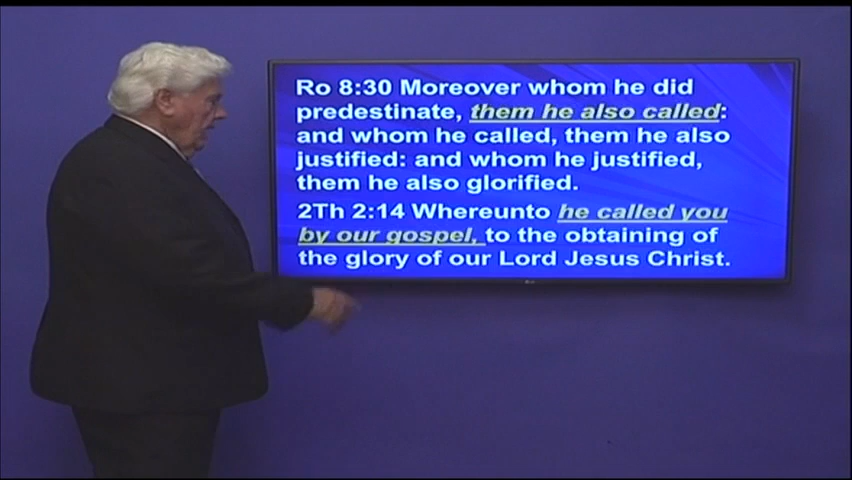 Ro 8:30 Moreover whom he did
predestinate, them he also called:
and whom he called, them he also
justified: and whom he justified,
them he also glorified.
2Th 2:14 Whereunto he called you
by our gospel, to the obtaining of
the glory of our Lord Jesus Christ.